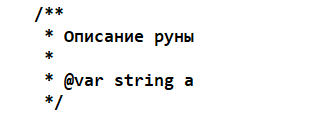 /**
* Описание руны
*
* @var string a
*/